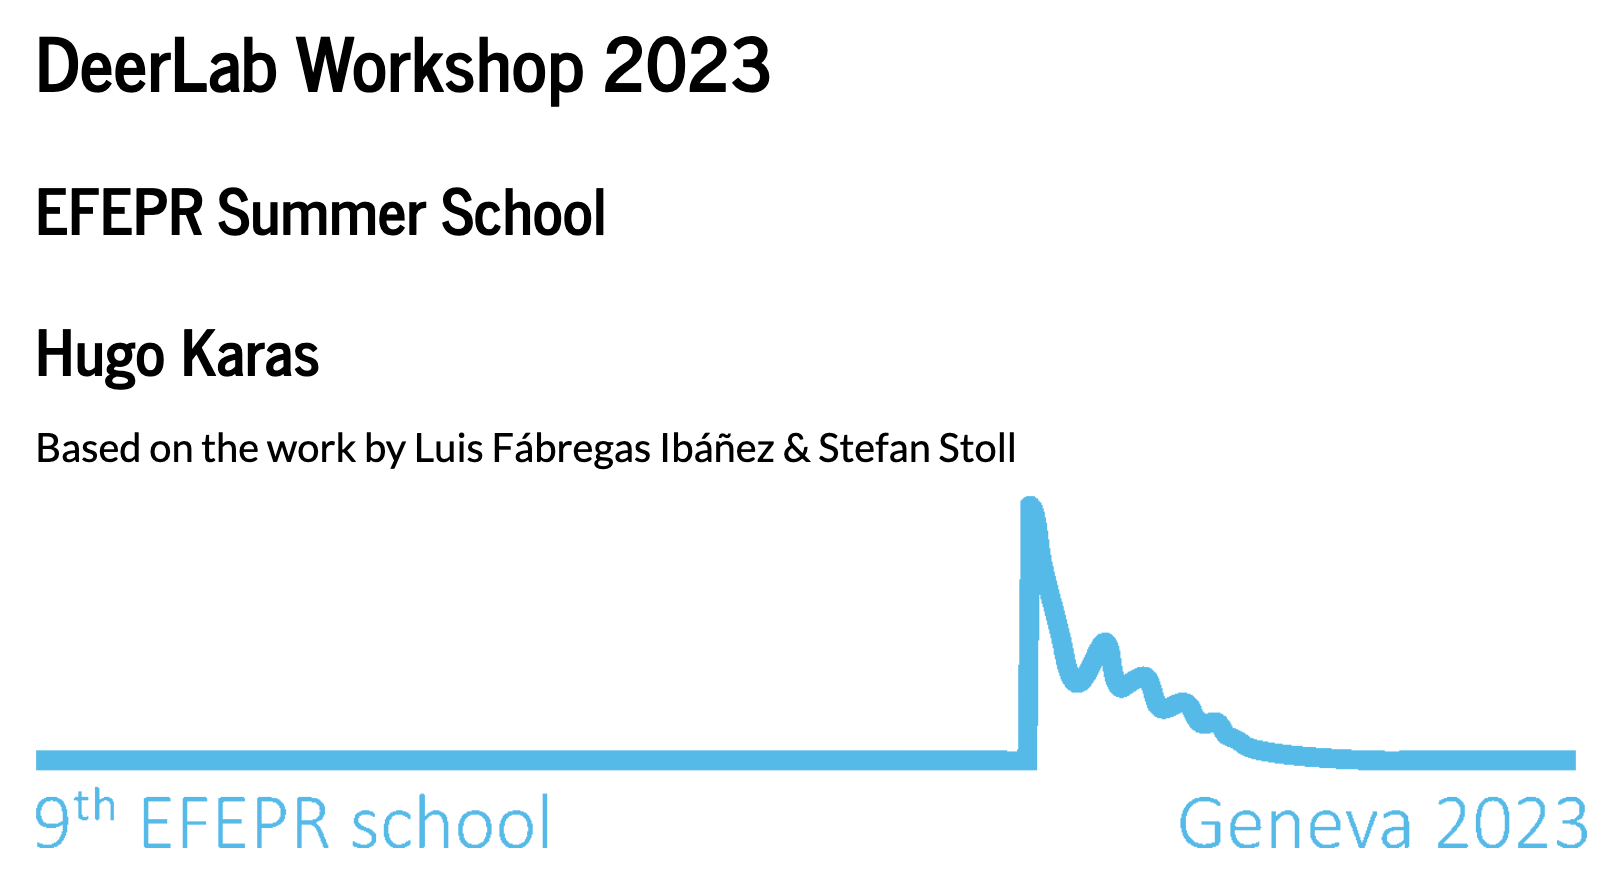 DeerLab Workshop 2023
EFEPR Summer School
Hugo Karas
Based on the work by Luis Fábregas Ibáñez & Stefan Stoll
9th EFEPR school
Geneva 2023